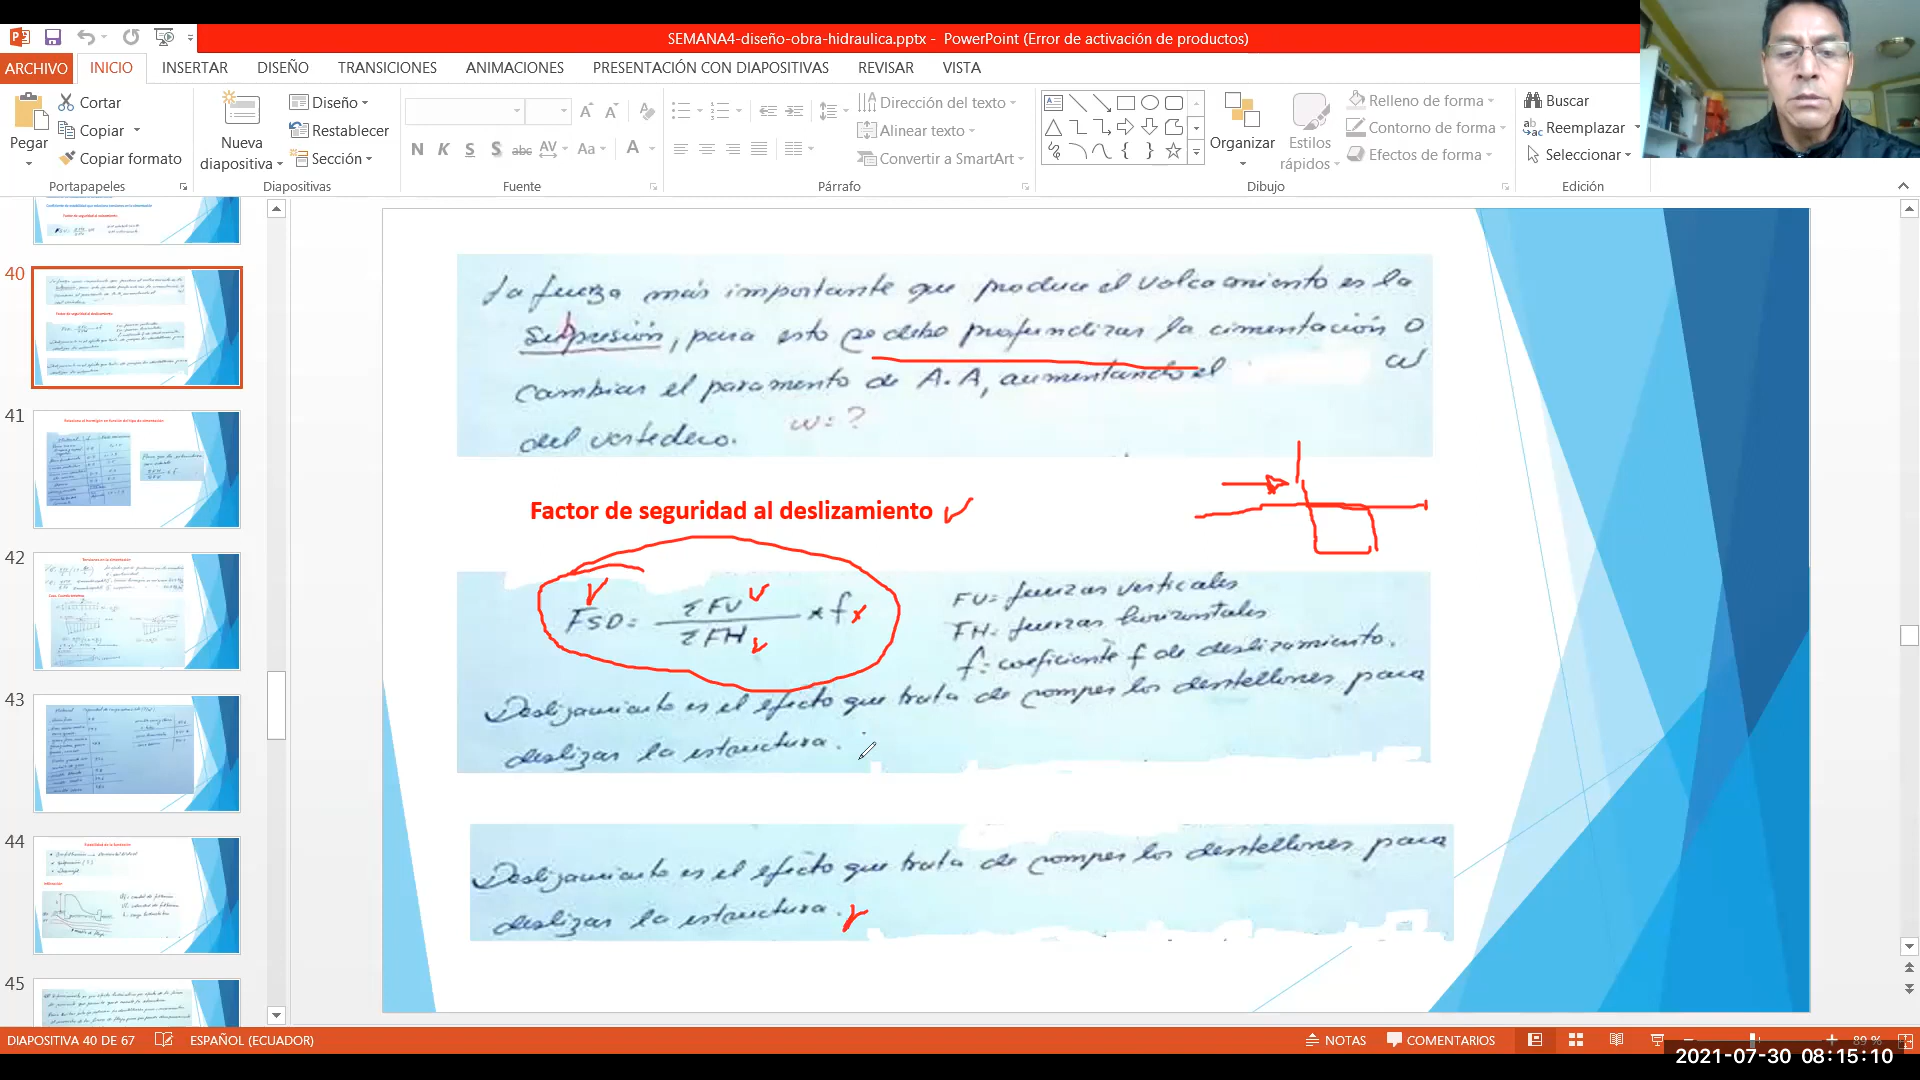 SEMANA4-diseño-obra-hidraulica.pptx - PowerPoint (Error de activación de productos)
ARCHIVO INICIO INSERTAR DISEÑO TRANSICIONES ANIMACIONES PRESENTACIÓN CON DIAPOSITIVAS REVISAR VISTA
Pegar
Cortar
Copiar
Copiar formato
Portapapeles
Nueva diapositiva
Diseño
Restablecer
Sección
Diapositivas
N K S S abc AV Aa A
Fuente
Dirección del texto
Alinear texto
Convertir a SmartArt
Párrafo
Organizar
Estilos rápidos
Relleno de forma
Contorno de forma
Efectos de forma
Dibujo
Buscar
Reemplazar
Seleccionar
Edición
40
41
42
43
44
45
La fuerza más importante que produce el volcamiento es la
Subpresión, para esto se debe profundizar la cimentación o
cambiar el paramento de A.A, aumentando el w
del vertedero. w=?
Factor de seguridad al deslizamiento
FSD= ΣFV / ΣFH * f
FV= fuerzas verticales
FH= fuerzas horizontales
f= coeficiente f de deslizamiento.
Deslizamiento es el efecto que trata de romper los dentellones para
deslizar la estructura.
Deslizamiento es el efecto que trata de romper los dentellones para
deslizar la estructura.
DIAPOSITIVA 40 DE 67 ESPAÑOL (ECUADOR) NOTAS COMENTARIOS 89 %
2021-07-30 08:15:10